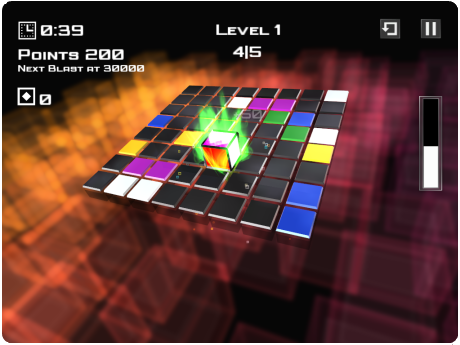 0:39
LEVEL 1
POINTS 200
4|5
NEXT BLAST AT 30000
0